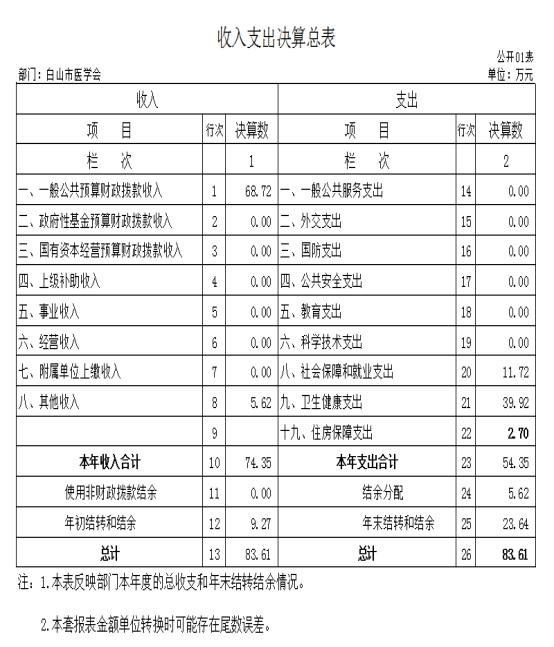 收入支出决算总表
公开01表
部门：白山市医学会 单位：万元
收入 支出
项 目 行次 决算数 项 目 行次 决算数
栏 次 1 栏 次 2
一、一般公共预算财政拨款收入 1 68.72 一、一般公共服务支出 14 0.00
二、政府性基金预算财政拨款收入 2 0.00 二、外交支出 15 0.00
三、国有资本经营预算财政拨款收入 3 0.00 三、国防支出 16 0.00
四、上级补助收入 4 0.00 四、公共安全支出 17 0.00
五、事业收入 5 0.00 五、教育支出 18 0.00
六、经营收入 6 0.00 六、科学技术支出 19 0.00
七、附属单位上缴收入 7 0.00 八、社会保障和就业支出 20 11.72
八、其他收入 8 5.62 九、卫生健康支出 21 39.92
9 十九、住房保障支出 22 2.70
本年收入合计 10 74.35 本年支出合计 23 54.35
使用非财政拨款结余 11 0.00 结余分配 24 5.62
年初结转和结余 12 9.27 年末结转和结余 25 23.64
总计 13 83.61 总计 26 83.61
注：1.本表反映部门本年度的总收支和年末结转结余情况。
2.本套报表金额单位转换时可能存在尾数误差。